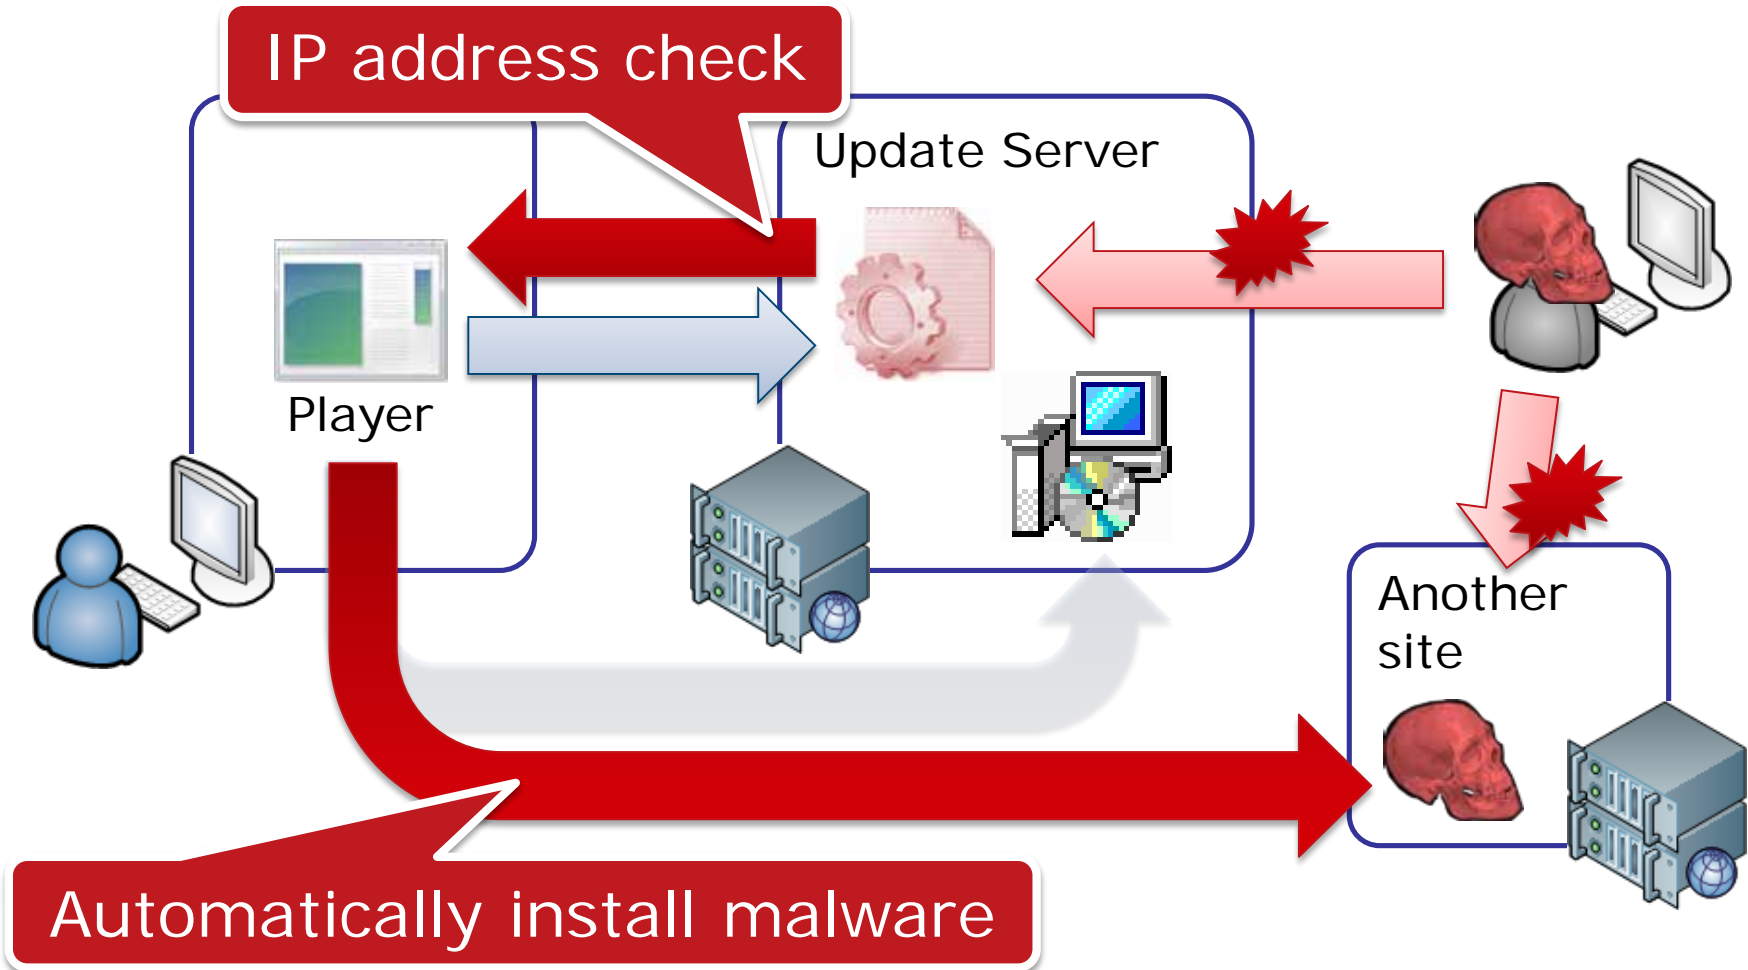 IP address check
Update Server
Player
Another
site
Automatically install malware